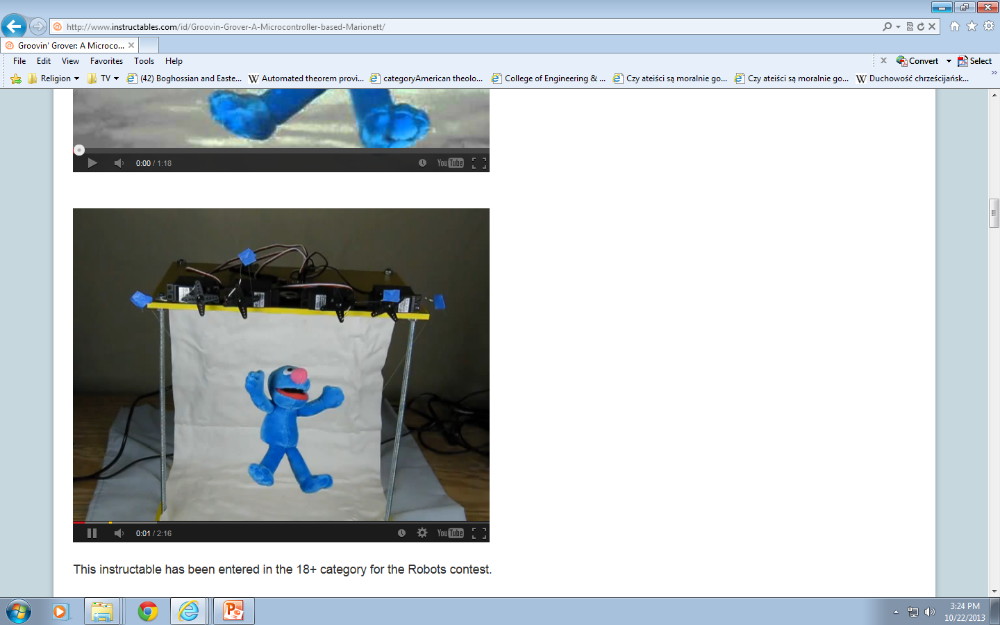 http://www.instructables.com/id/Groovin-Grover-A-Microcontroller-based-Marionett/
Groovin' Grover: A Microco...
File Edit View Favorites Tools Help
Convert Select
Religion TV (42) Boghossian and Easte... Automated theorem provi... categoryAmerican theolo... College of Engineering & ... Czy ateiści są moralnie go... Czy ateiści są moralnie go... Duchowość chrześcijańsk...
0:00 / 1:18 YouTube
0:01 / 2:16 YouTube
This instructable has been entered in the 18+ category for the Robots contest.
3:24 PM
10/22/2013